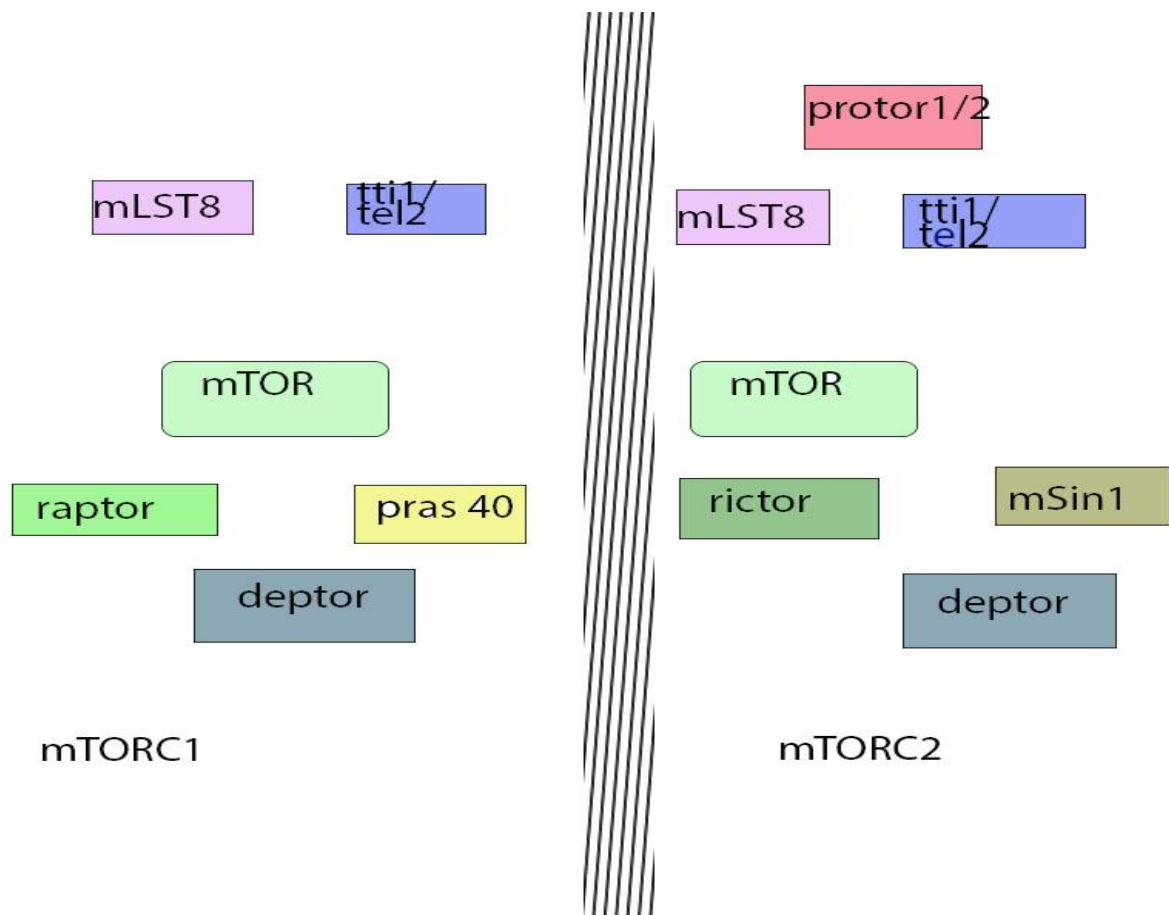 mLST8
tti1/
tel2
mTOR
raptor
pras 40
deptor
mTORC1
protor1/2
mLST8
tti1/
tel2
mTOR
rictor
mSin1
deptor
mTORC2